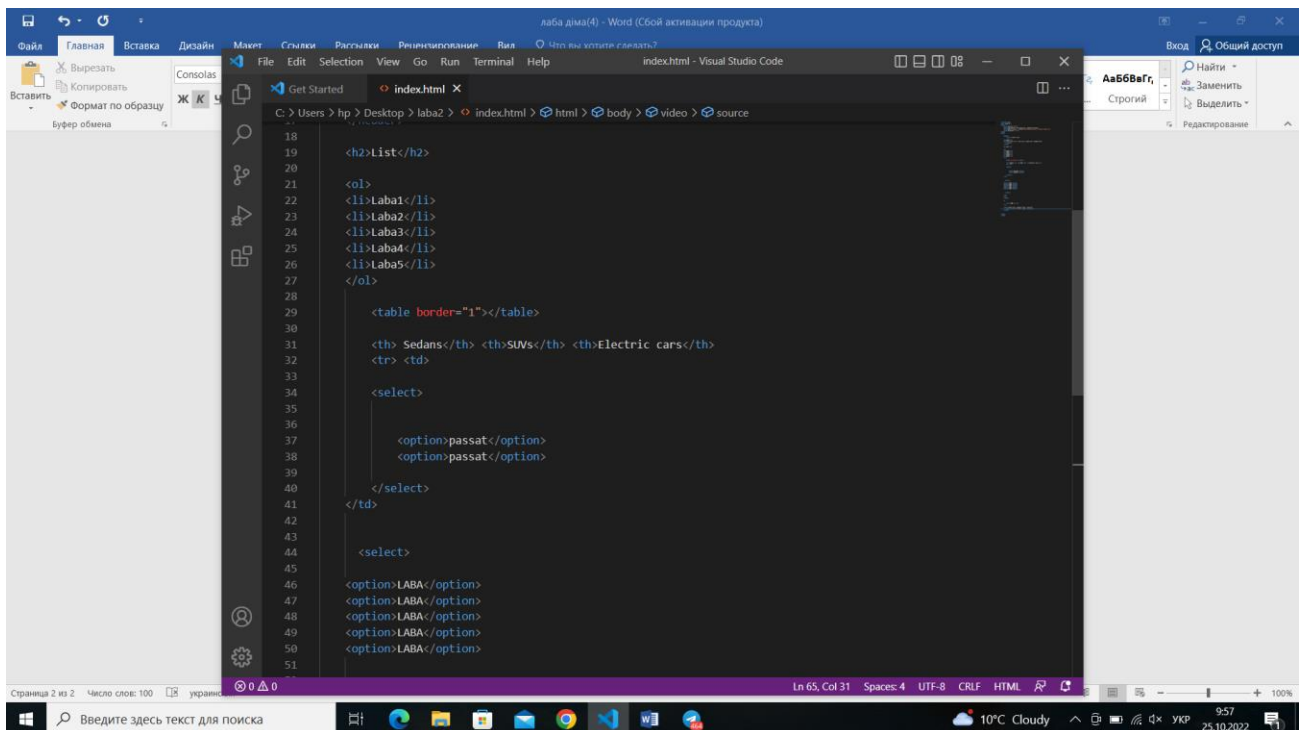 лаба діма(4) - Word (Сбой активации продукта)
Файл Главная Вставка Дизайн Макет Ссылки Рассылки Рецензирование Вид Что вы хотите сделать? Вход Общий доступ
Вставить
Вырезать
Копировать
Формат по образцу
Буфер обмена
Consolas
Ж К Ч
АаБбВвГг,
Строгий
Найти
Заменить
Выделить
Редактирование
File Edit Selection View Go Run Terminal Help index.html - Visual Studio Code
Get Started index.html
C: > Users > hp > Desktop > laba2 > index.html > html > body > video > source
18
19 <h2>List</h2>
20
21 <ol>
22 <li>Laba1</li>
23 <li>Laba2</li>
24 <li>Laba3</li>
25 <li>Laba4</li>
26 <li>Laba5</li>
27 </ol>
28
29 <table border="1"></table>
30
31 <th> Sedans</th> <th>SUVs</th> <th>Electric cars</th>
32 <tr> <td>
33
34 <select>
35
36
37 <option>passat</option>
38 <option>passat</option>
39
40 </select>
41 </td>
42
43
44 <select>
45
46 <option>LABA</option>
47 <option>LABA</option>
48 <option>LABA</option>
49 <option>LABA</option>
50 <option>LABA</option>
51
0 0 Ln 65, Col 31 Spaces: 4 UTF-8 CRLF HTML
Страница 2 из 2 Число слов: 100 100%
Введите здесь текст для поиска 10°C Cloudy УКР 9:57
25.10.2022 1